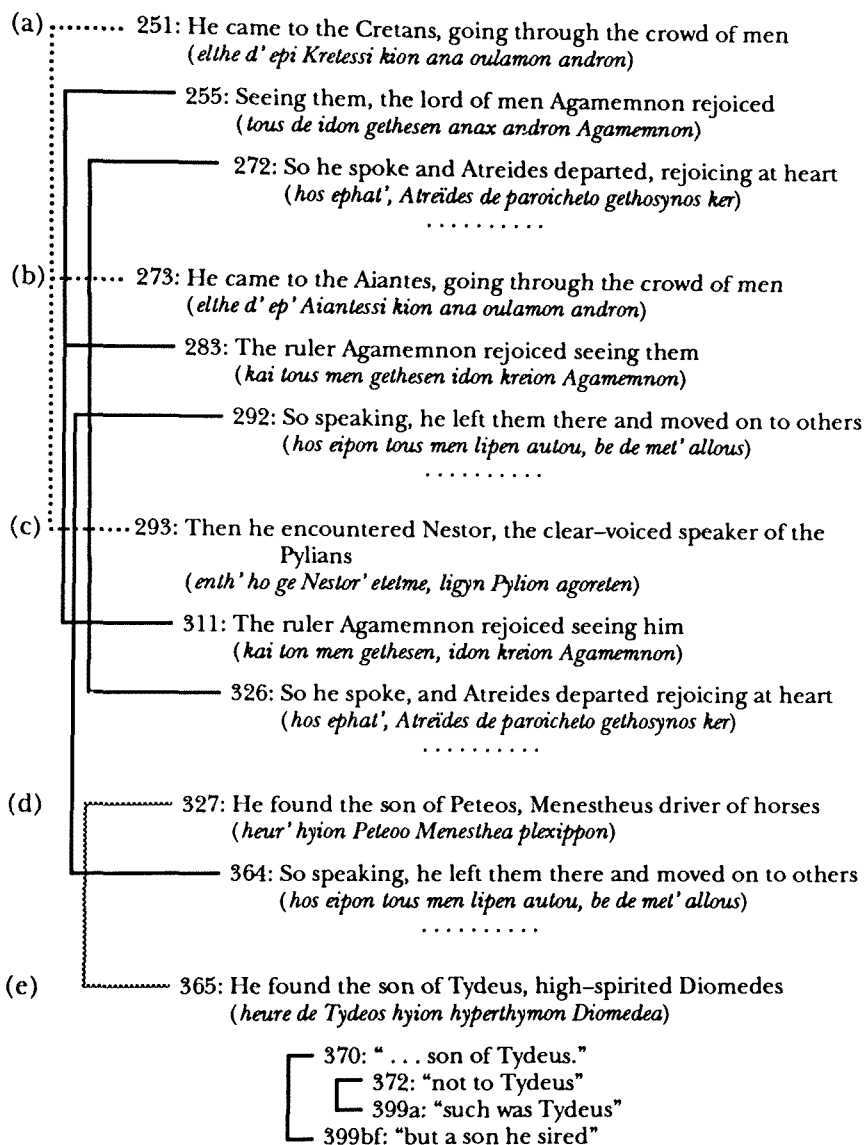 (a) 251: He came to the Cretans, going through the crowd of men
(elthe d' epi Kretessi kion ana oulamon andron)
255: Seeing them, the lord of men Agamemnon rejoiced
(tous de idon gethesen anax andron Agamemnon)
272: So he spoke and Atreides departed, rejoicing at heart
(hos ephat', Atreïdes de paroicheto gethosynos ker)
. . . . . . . . . .
(b) 273: He came to the Aiantes, going through the crowd of men
(elthe d' ep' Aiantessi kion ana oulamon andron)
283: The ruler Agamemnon rejoiced seeing them
(kai tous men gethesen idon kreion Agamemnon)
292: So speaking, he left them there and moved on to others
(hos eipon tous men lipen autou, be de met' allous)
. . . . . . . . . .
(c) 293: Then he encountered Nestor, the clear–voiced speaker of the
Pylians
(enth' ho ge Nestor' etetme, ligyn Pylion agoreten)
311: The ruler Agamemnon rejoiced seeing him
(kai ton men gethesen, idon kreion Agamemnon)
326: So he spoke, and Atreides departed rejoicing at heart
(hos ephat', Atreïdes de paroicheto gethosynos ker)
. . . . . . . . . .
(d) 327: He found the son of Peteos, Menestheus driver of horses
(heur' hyion Peteoo Menesthea plexippon)
364: So speaking, he left them there and moved on to others
(hos eipon tous men lipen autou, be de met' allous)
. . . . . . . . . .
(e) 365: He found the son of Tydeus, high–spirited Diomedes
(heure de Tydeos hyion hyperthymon Diomedea)
370: “ . . . son of Tydeus.”
372: “not to Tydeus”
399a: “such was Tydeus”
399bf: “but a son he sired”